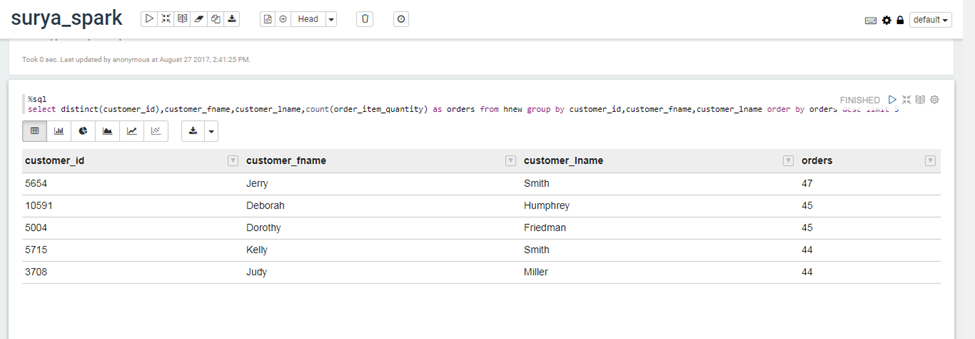 surya_spark Head default
Took 0 sec. Last updated by anonymous at August 27 2017, 2:41:25 PM.
%sql
select distinct(customer_id),customer_fname,customer_lname,count(order_item_quantity) as orders from hnew group by customer_id,customer_fname,customer_lname order by orders desc limit 5
FINISHED
customer_id customer_fname customer_lname orders
5654 Jerry Smith 47
10591 Deborah Humphrey 45
5004 Dorothy Friedman 45
5715 Kelly Smith 44
3708 Judy Miller 44